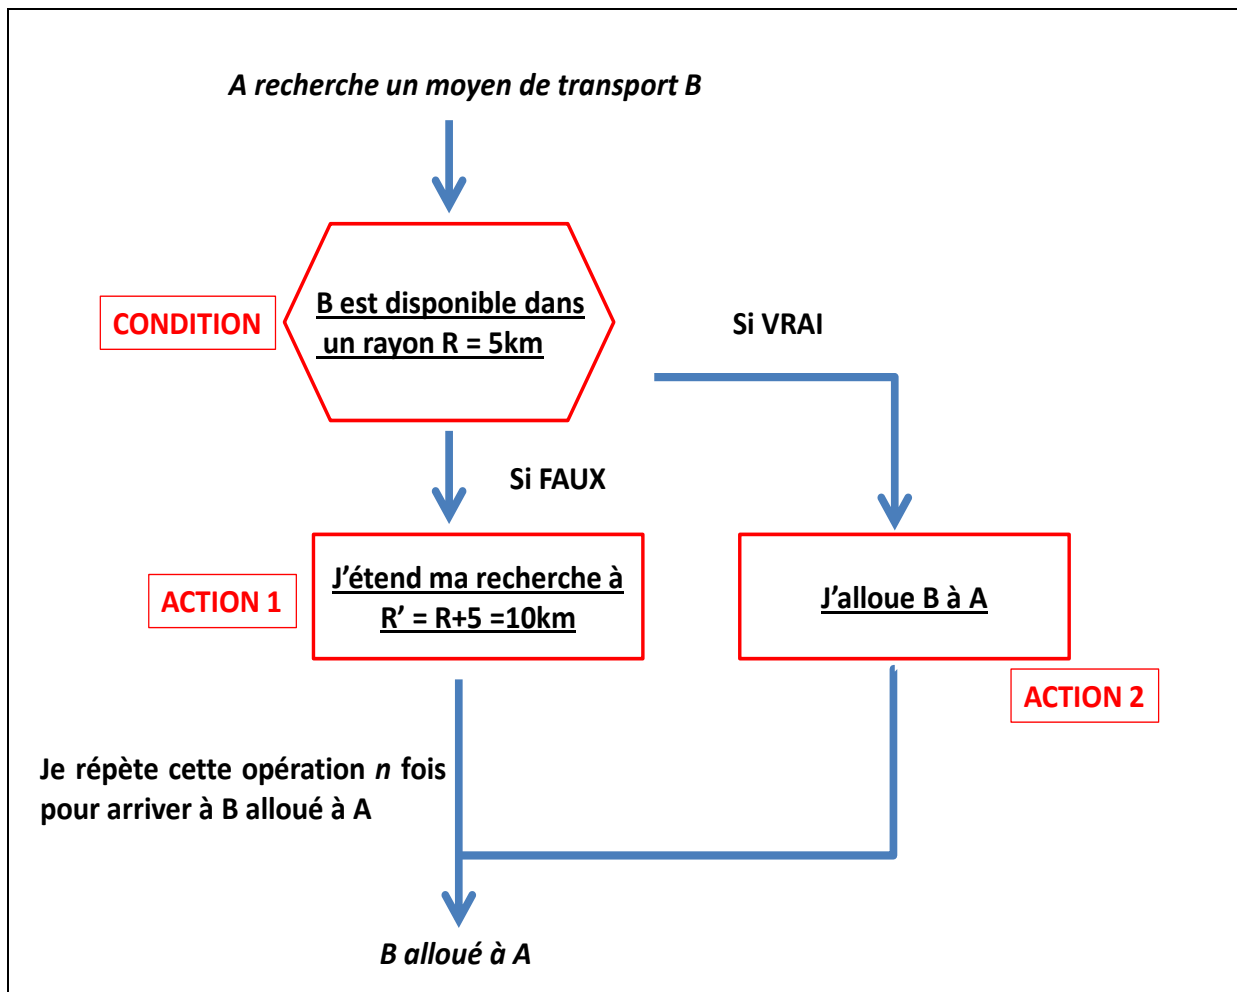 A recherche un moyen de transport B
CONDITION
B est disponible dans
un rayon R = 5km
Si VRAI
Si FAUX
ACTION 1
J’étend ma recherche à
R’ = R+5 =10km
J’alloue B à A
ACTION 2
Je répète cette opération n fois
pour arriver à B alloué à A
B alloué à A